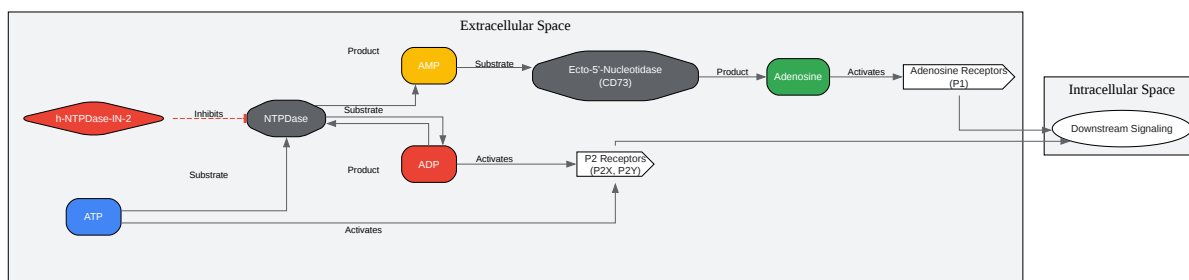 Extracellular Space
Product
AMP
Substrate
Ecto-5'-Nucleotidase
(CD73)
Product
Adenosine
Activates
Adenosine Receptors
(P1)
Intracellular Space
h-NTPDase-IN-2
Inhibits
NTPDase
Substrate
Downstream Signaling
Product
ADP
Activates
P2 Receptors
(P2X, P2Y)
Substrate
ATP
Activates